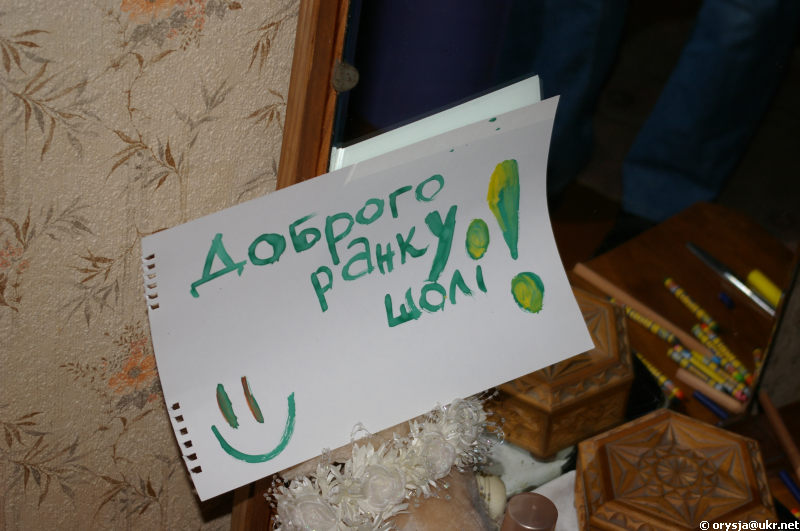 Доброго
ранку,
шолі!
© orysja@ukr.net